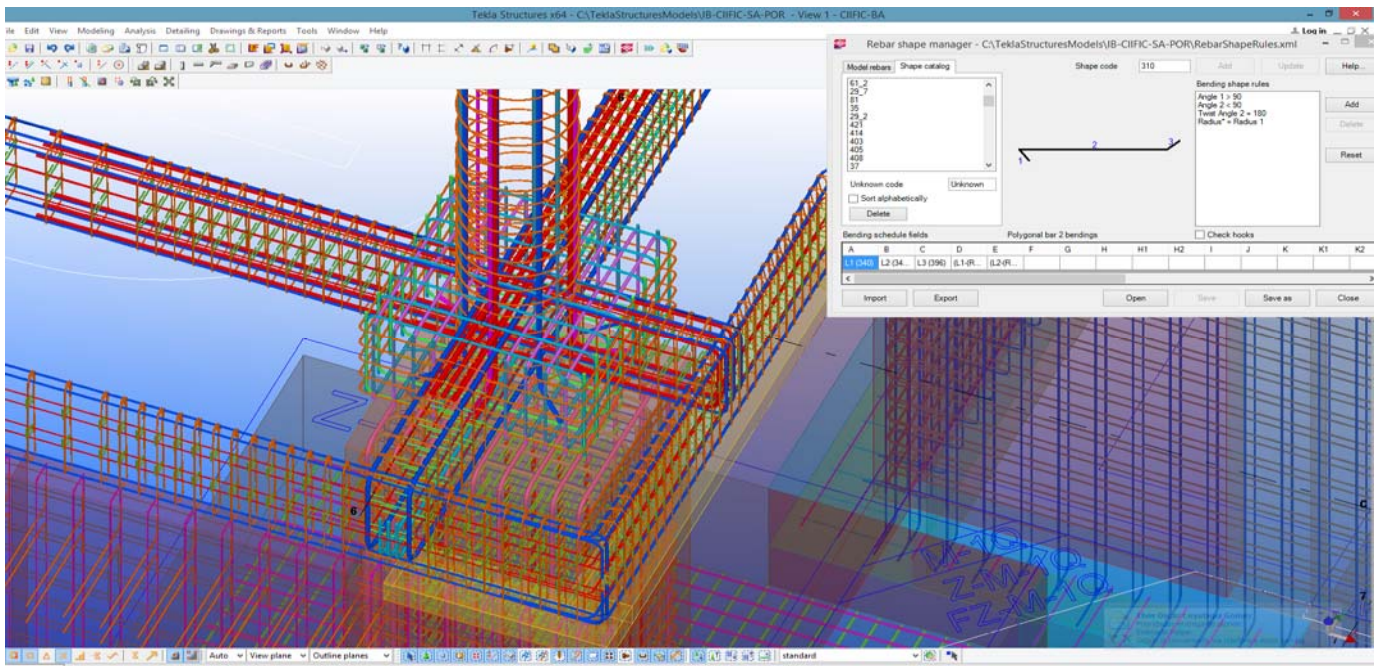 Tekla Structures x64 - C:\TeklaStructuresModels\IB-CIIFIC-SA-POR - View 1 - CIIFIC-BA
ile Edit View Modeling Analysis Detailing Drawings & Reports Tools Window Help
Log in
Rebar shape manager - C:\TeklaStructuresModels\IB-CIIFIC-SA-POR\RebarShapeRules.xml
Model rebars Shape catalog Shape code 310 Add Update Help...
61_2
29_7
81
35
29_2
421
414
403
405
408
37
Bending shape rules
Angle 1 > 90
Angle 2 < 90
Twist Angle 2 = 180
Radius* = Radius 1
Add
Delete
Reset
1 2 3
Unknown code Unknown
Sort alphabetically
Delete
Bending schedule fields Polygonal bar 2 bendings Check hooks
A B C D E F G H H1 H2 I J K K1 K2
L1 (340) L2 (34... L3 (396) (L1-(R... (L2-(R...
Import Export Open Save Save as Close
6
6
N
C
7
Z-M-1Q
FZ-M-1Q
Auto View plane Outline planes standard